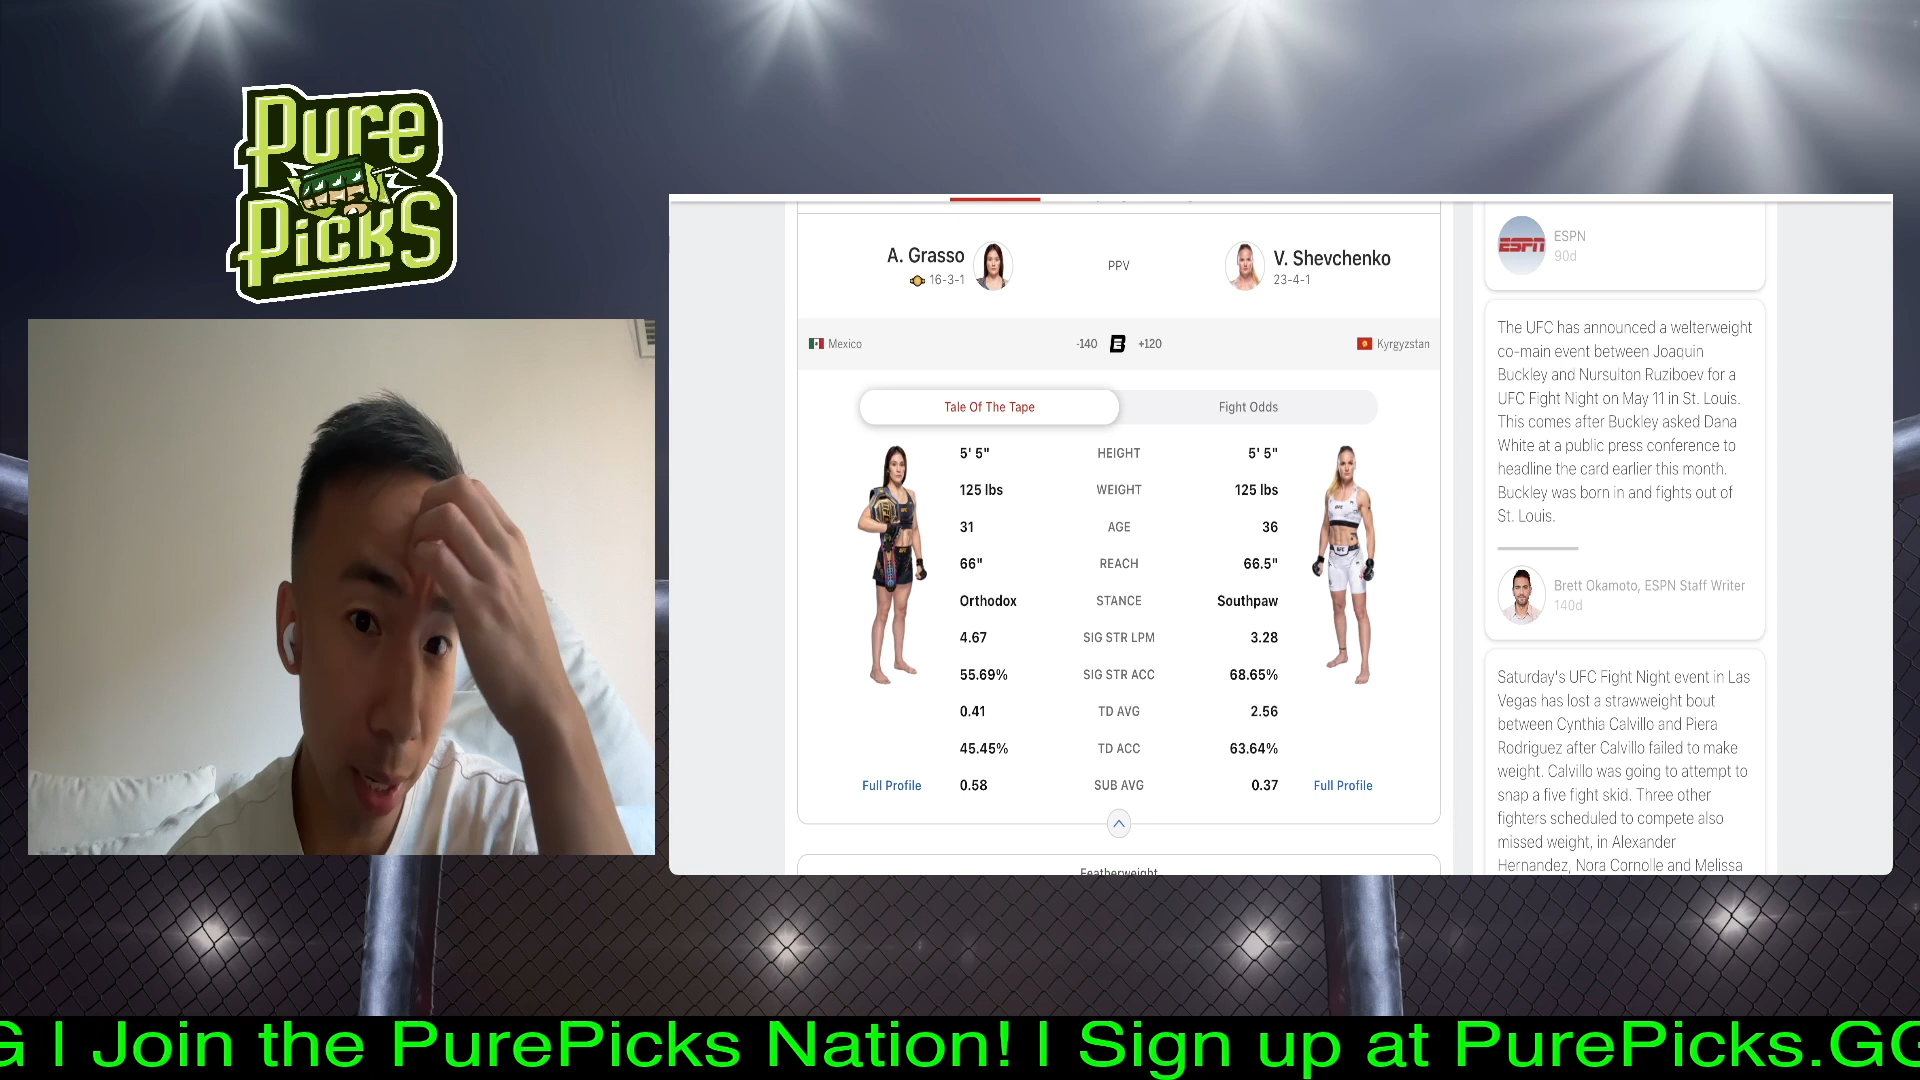 Pure
Picks
A. Grasso
16-3-1
PPV
V. Shevchenko
23-4-1
Mexico
-140
B
+120
Kyrgyzstan
Tale Of The Tape
Fight Odds
5' 5" HEIGHT 5' 5"
125 lbs WEIGHT 125 lbs
31 AGE 36
66" REACH 66.5"
Orthodox STANCE Southpaw
4.67 SIG STR LPM 3.28
55.69% SIG STR ACC 68.65%
0.41 TD AVG 2.56
45.45% TD ACC 63.64%
Full Profile 0.58 SUB AVG 0.37 Full Profile
Featherweight
ESPN
ESPN
90d
The UFC has announced a welterweight
co-main event between Joaquin
Buckley and Nursulton Ruziboev for a
UFC Fight Night on May 11 in St. Louis.
This comes after Buckley asked Dana
White at a public press conference to
headline the card earlier this month.
Buckley was born in and fights out of
St. Louis.
Brett Okamoto, ESPN Staff Writer
140d
Saturday's UFC Fight Night event in Las
Vegas has lost a strawweight bout
between Cynthia Calvillo and Piera
Rodriguez after Calvillo failed to make
weight. Calvillo was going to attempt to
snap a five fight skid. Three other
fighters scheduled to compete also
missed weight, in Alexander
Hernandez, Nora Cornolle and Melissa
G | Join the PurePicks Nation! | Sign up at PurePicks.GG